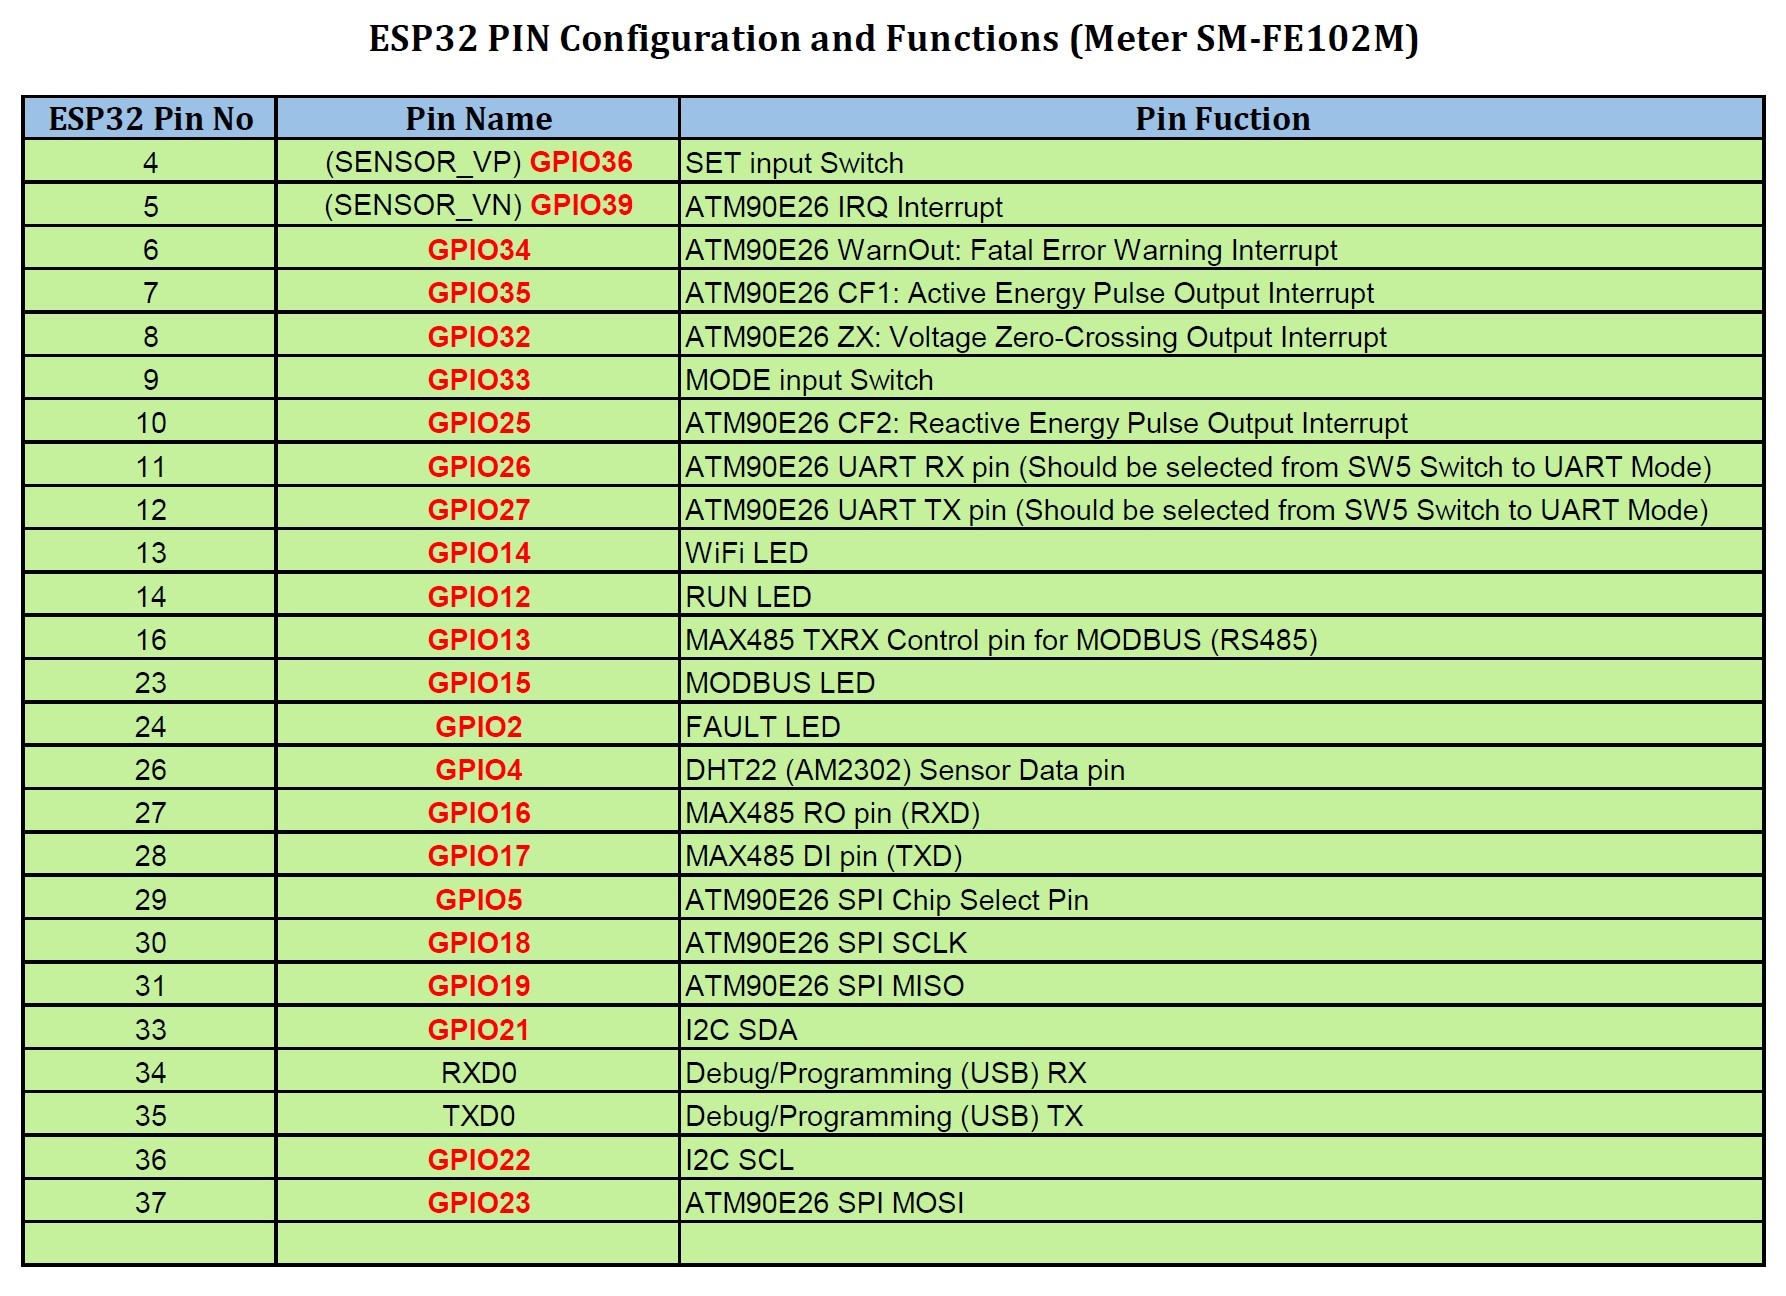 ESP32 PIN Configuration and Functions (Meter SM-FE102M)
ESP32 Pin No Pin Name Pin Fuction
4 (SENSOR_VP) GPIO36 SET input Switch
5 (SENSOR_VN) GPIO39 ATM90E26 IRQ Interrupt
6 GPIO34 ATM90E26 WarnOut: Fatal Error Warning Interrupt
7 GPIO35 ATM90E26 CF1: Active Energy Pulse Output Interrupt
8 GPIO32 ATM90E26 ZX: Voltage Zero-Crossing Output Interrupt
9 GPIO33 MODE input Switch
10 GPIO25 ATM90E26 CF2: Reactive Energy Pulse Output Interrupt
11 GPIO26 ATM90E26 UART RX pin (Should be selected from SW5 Switch to UART Mode)
12 GPIO27 ATM90E26 UART TX pin (Should be selected from SW5 Switch to UART Mode)
13 GPIO14 WiFi LED
14 GPIO12 RUN LED
16 GPIO13 MAX485 TXRX Control pin for MODBUS (RS485)
23 GPIO15 MODBUS LED
24 GPIO2 FAULT LED
26 GPIO4 DHT22 (AM2302) Sensor Data pin
27 GPIO16 MAX485 RO pin (RXD)
28 GPIO17 MAX485 DI pin (TXD)
29 GPIO5 ATM90E26 SPI Chip Select Pin
30 GPIO18 ATM90E26 SPI SCLK
31 GPIO19 ATM90E26 SPI MISO
33 GPIO21 I2C SDA
34 RXD0 Debug/Programming (USB) RX
35 TXD0 Debug/Programming (USB) TX
36 GPIO22 I2C SCL
37 GPIO23 ATM90E26 SPI MOSI